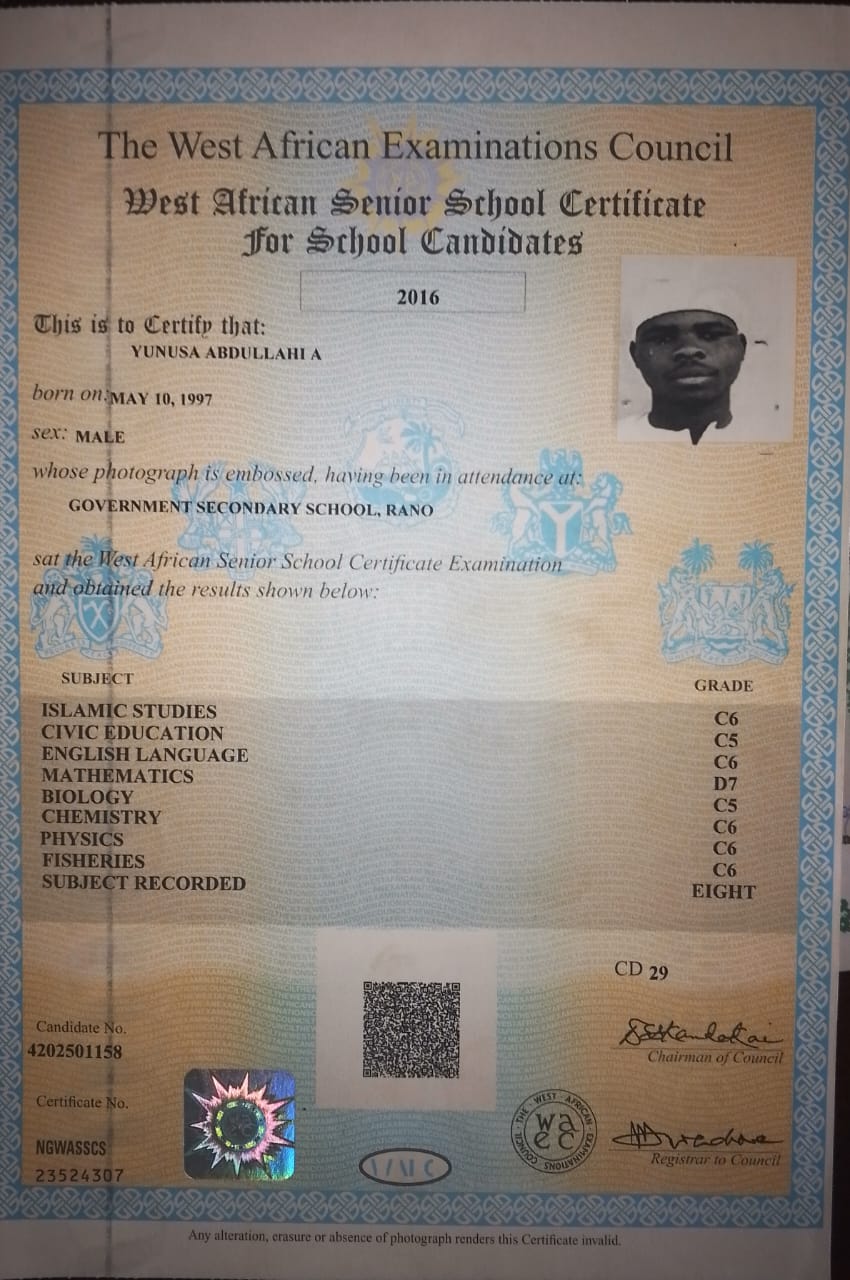 The West African Examinations Council
West African Senior School Certificate
For School Candidates
2016
This is to Certify that:
YUNUSA ABDULLAHI A
born on: MAY 10, 1997
sex: MALE
whose photograph is embossed, having been in attendance at:
GOVERNMENT SECONDARY SCHOOL, RANO
sat the West African Senior School Certificate Examination
and obtained the results shown below:
SUBJECT GRADE
ISLAMIC STUDIES C6
CIVIC EDUCATION C5
ENGLISH LANGUAGE C6
MATHEMATICS D7
BIOLOGY C5
CHEMISTRY C6
PHYSICS C6
FISHERIES C6
SUBJECT RECORDED EIGHT
CD 29
Candidate No.
4202501158
Chairman of Council
Certificate No.
NGWASSCS
23524307
THE WEST AFRICAN EXAMINATIONS COUNCIL
waec
Registrar to Council
Any alteration, erasure or absence of photograph renders this Certificate invalid.